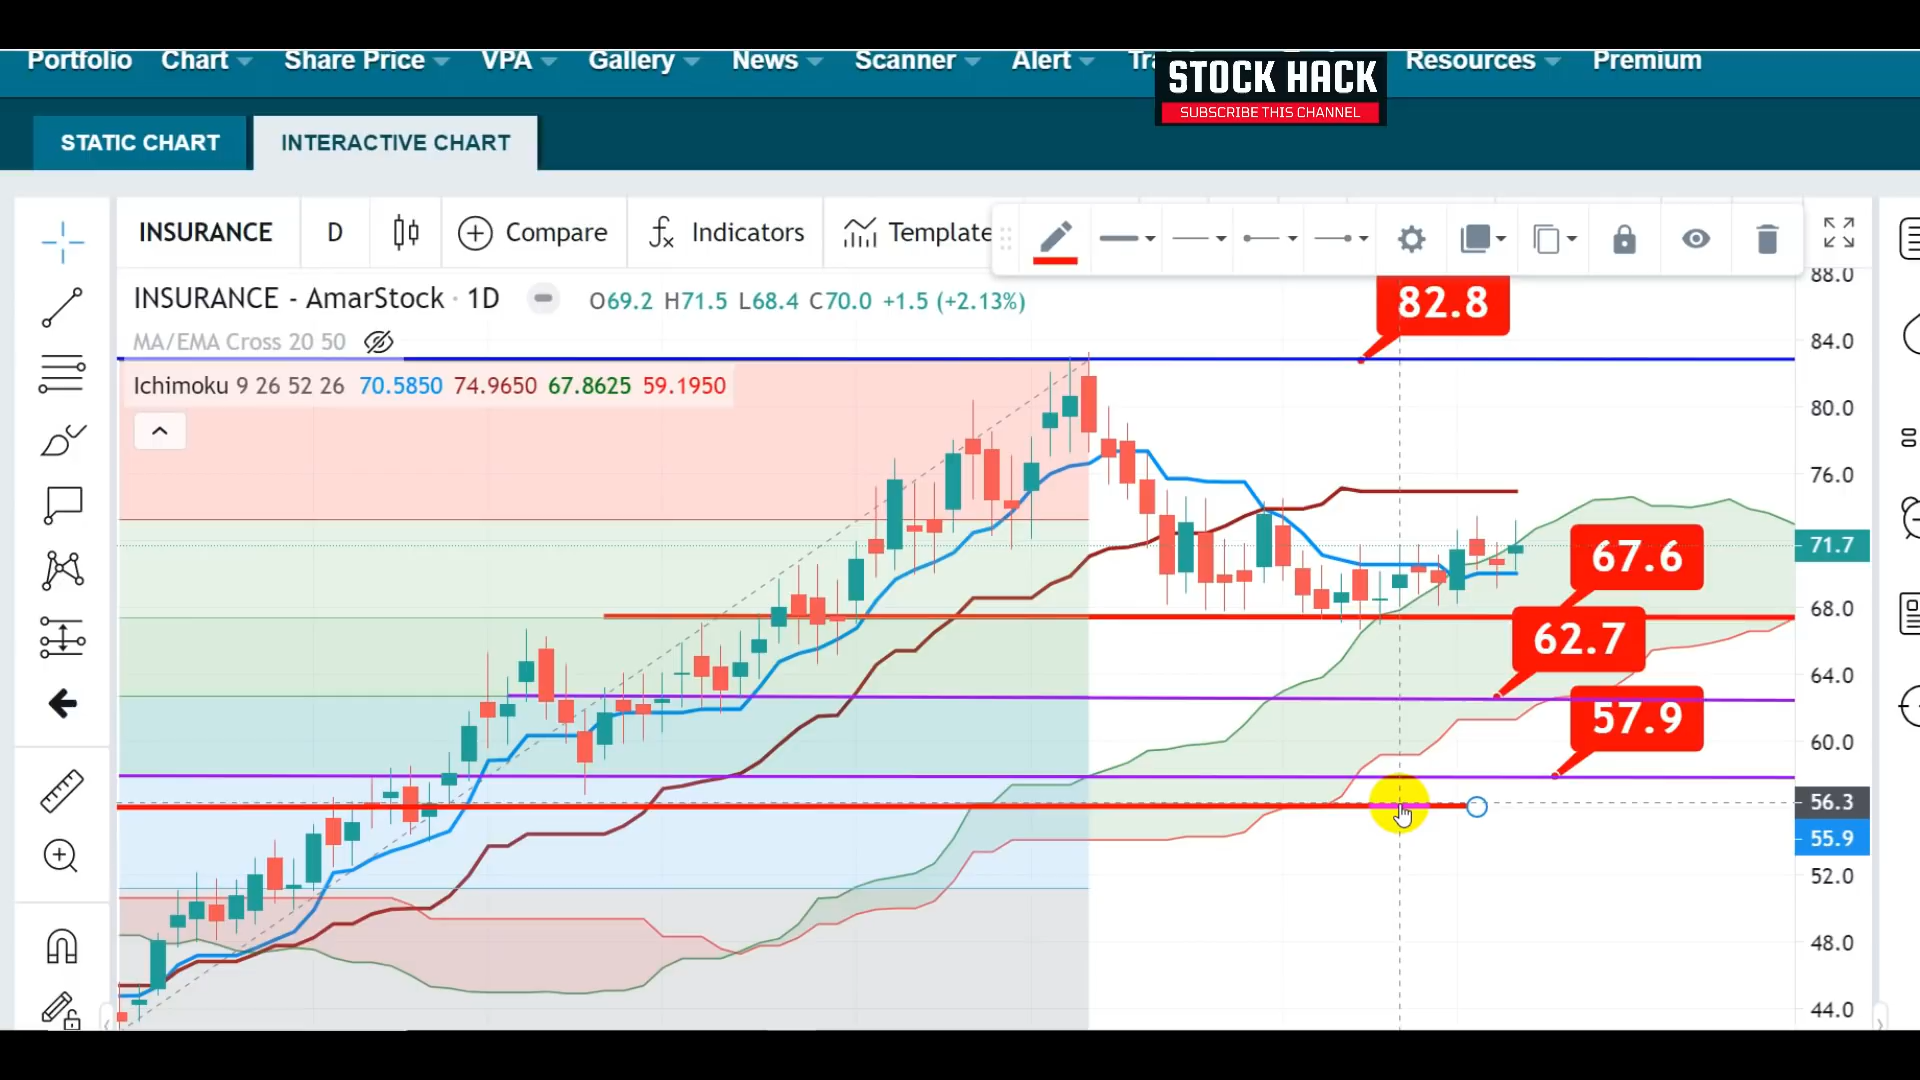 Portfolio Chart Share Price VPA Gallery News Scanner Alert Resources Premium
STOCK HACK
SUBSCRIBE THIS CHANNEL
STATIC CHART INTERACTIVE CHART
INSURANCE D Compare Indicators Template
INSURANCE - AmarStock · 1D O69.2 H71.5 L68.4 C70.0 +1.5 (+2.13%)
MA/EMA Cross 20 50
Ichimoku 9 26 52 26 70.5850 74.9650 67.8625 59.1950
82.8
67.6
62.7
57.9
88.0
84.0
80.0
76.0
71.7
68.0
64.0
60.0
56.3
55.9
52.0
48.0
44.0